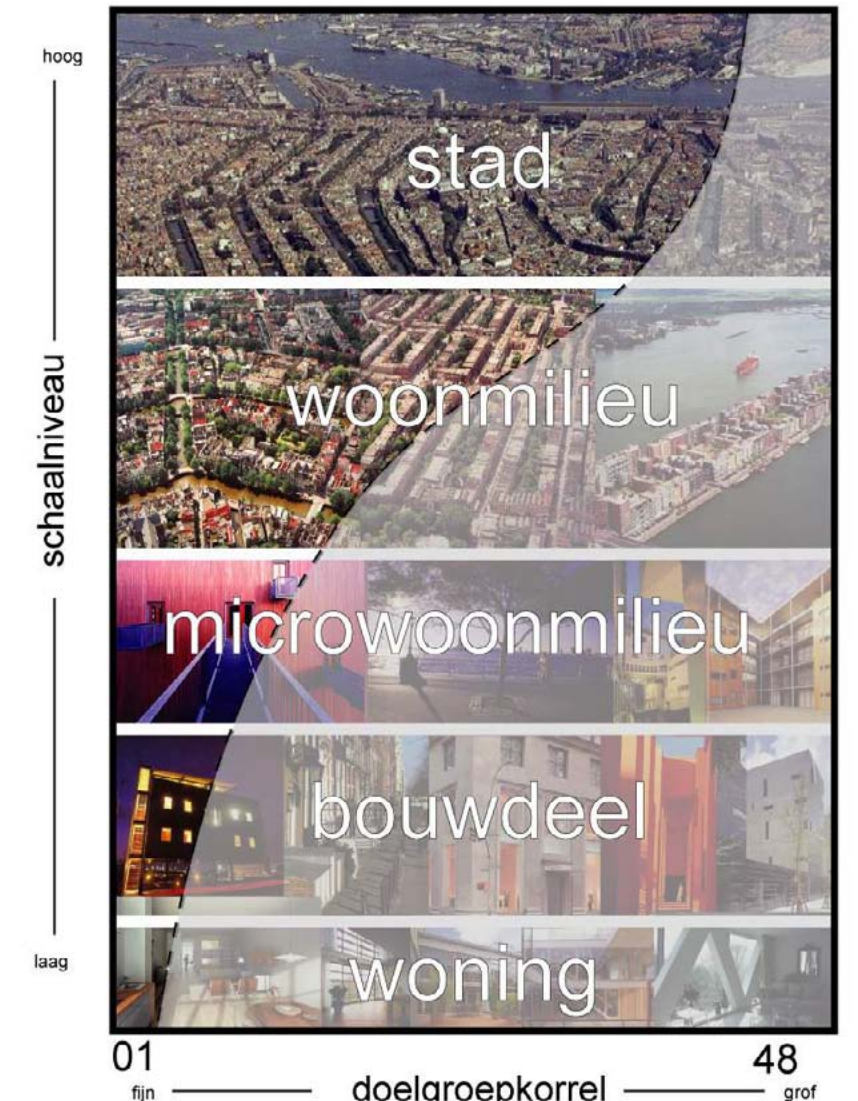 hoog
stad
woonmilieu
schaalniveau
microwoonmilieu
bouwdeel
laag
woning
01
48
fijn
doelgroepkorrel
grof